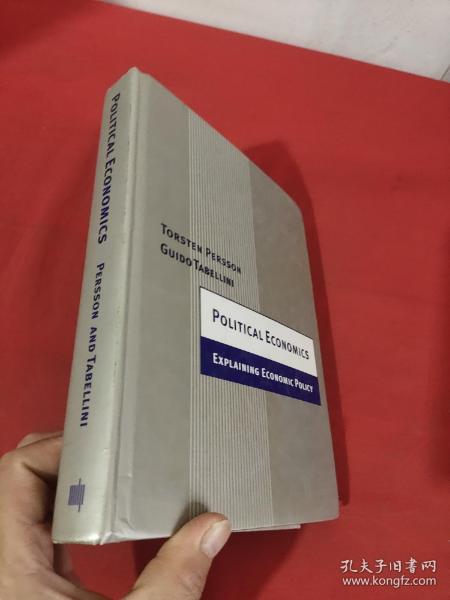 POLITICAL ECONOMICS
PERSSON AND TABELLINI
TORSTEN PERSSON
GUIDO TABELLINI
POLITICAL ECONOMICS
EXPLAINING ECONOMIC POLICY
孔夫子旧书网
www.kongfz.com